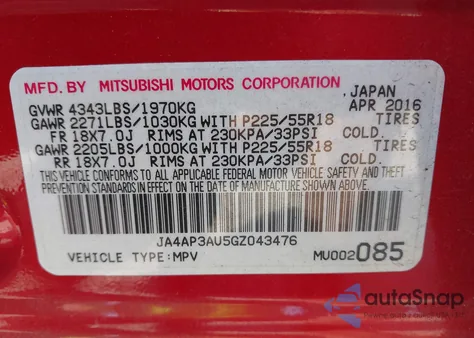 MFD. BY MITSUBISHI MOTORS CORPORATION JAPAN
GVWR 4343LBS/1970KG APR 2016
GAWR 2271LBS/1030KG WITH P225/55R18 TIRES
FR 18X7.0J RIMS AT 230KPA/33PSI COLD.
GAWR 2205LBS/1000KG WITH P225/55R18 TIRES
RR 18X7.0J RIMS AT 230KPA/33PSI COLD.
THIS VEHICLE CONFORMS TO ALL APPLICABLE FEDERAL MOTOR VEHICLE SAFETY AND THEFT
PREVENTION STANDARDS IN EFFECT ON THE DATE OF MANUFACTURE SHOWN ABOVE.
JA4AP3AU5GZ043476
VEHICLE TYPE:MPV MU002085
autoSnap